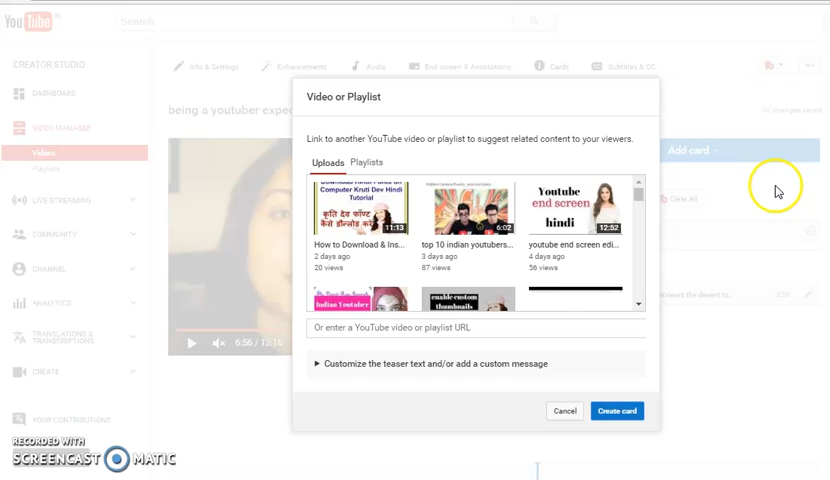 YouTube IN
Search
CREATOR STUDIO
Info & Settings
Enhancements
Audio
End screen & Annotations
Cards
Subtitles & CC
DASHBOARD
VIDEO MANAGER
Videos
Playlists
LIVE STREAMING
COMMUNITY
CHANNEL
ANALYTICS
TRANSLATIONS &
TRANSCRIPTIONS
CREATE
YOUR CONTRIBUTIONS
being a youtuber expec
All changes saved.
Add card
Clear All
6:56 / 12:16
Video or Playlist
Link to another YouTube video or playlist to suggest related content to your viewers.
Uploads
Playlists
Computer Kruti Dev Hindi
Tutorial
कृति देव फॉण्ट
11:13
How to Download & Ins...
2 days ago
20 views
6:02
top 10 indian youtubers...
3 days ago
87 views
Youtube
end screen
hindi
12:52
youtube end screen edi...
4 days ago
56 views
Indian Youtuber
enable custom
thumbnails
Or enter a YouTube video or playlist URL
Customize the teaser text and/or add a custom message
Cancel
Create card
RECORDED WITH
SCREENCAST MATIC